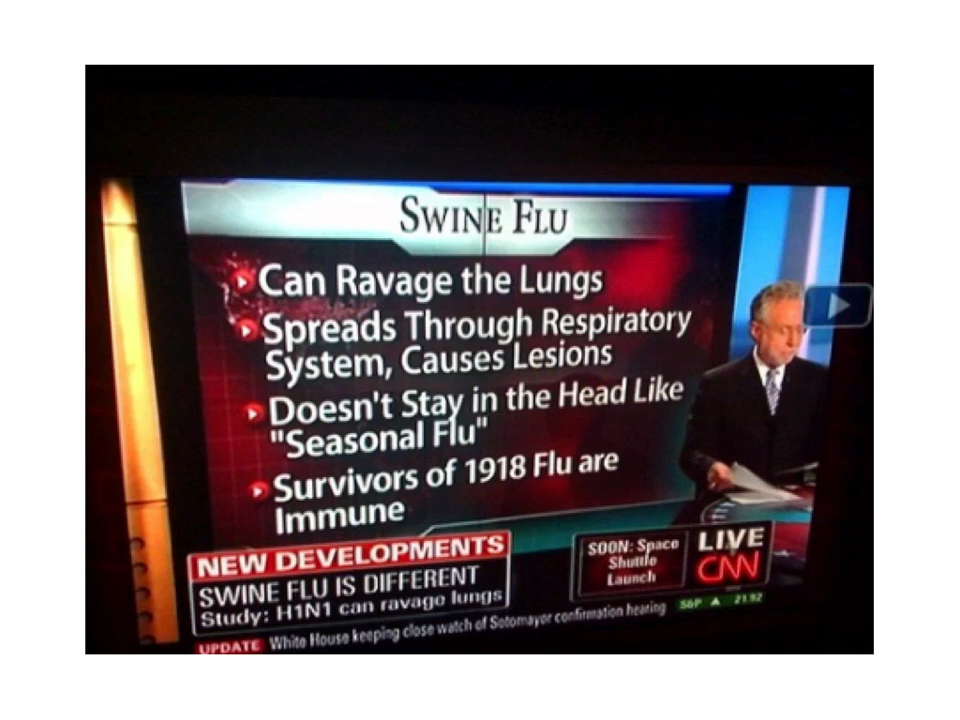 SWINE FLU
Can Ravage the Lungs
Spreads Through Respiratory
System, Causes Lesions
Doesn't Stay in the Head Like
"Seasonal Flu"
Survivors of 1918 Flu are
Immune
NEW DEVELOPMENTS
SWINE FLU IS DIFFERENT
Study: H1N1 can ravage lungs
SOON: Space
Shuttle
Launch
LIVE
CNN
S&P ▲ 21.92
UPDATE White House keeping close watch of Sotomayor confirmation hearing